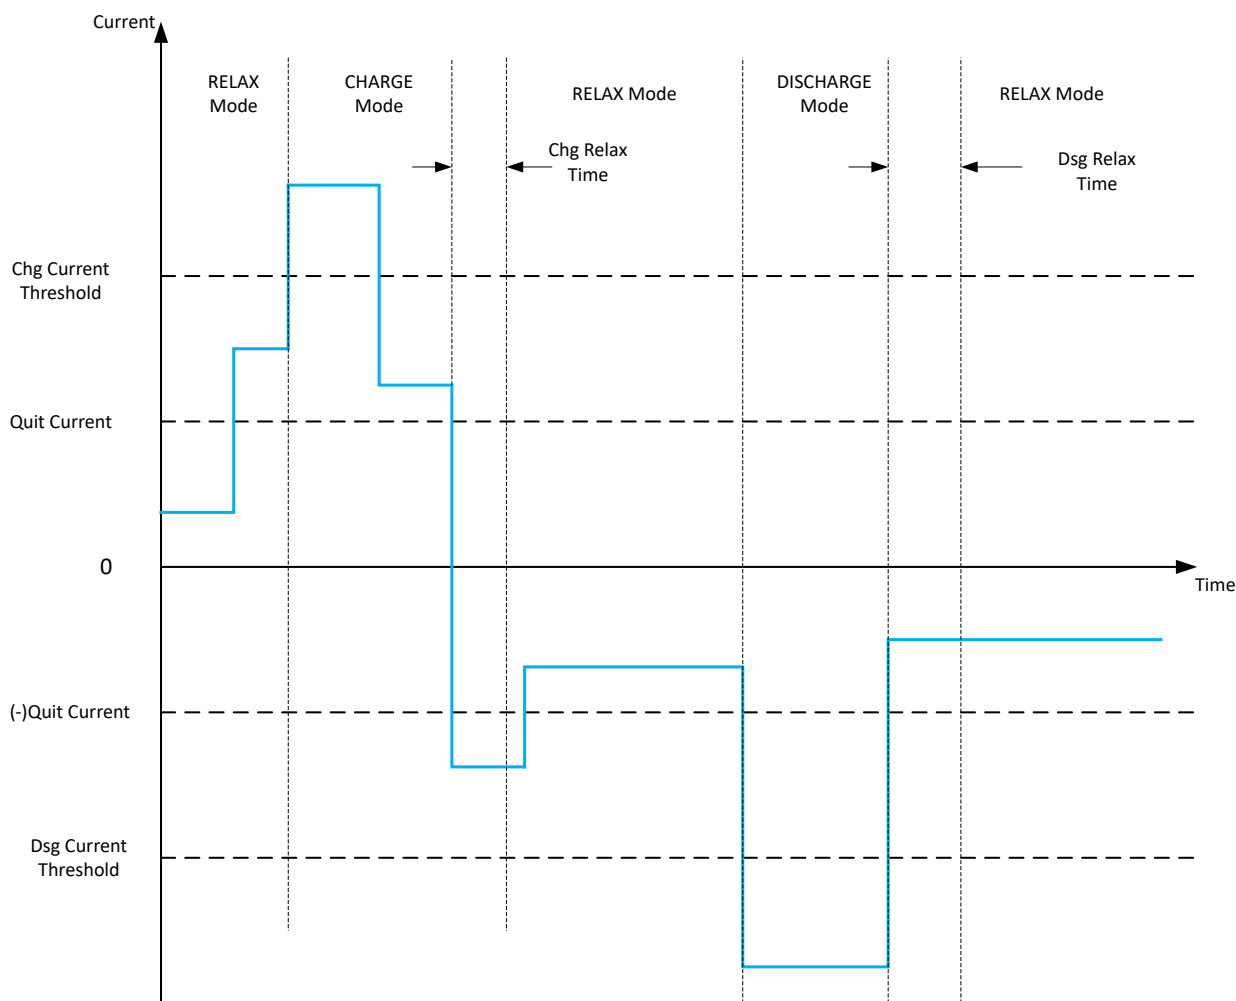 Current
RELAX
Mode
CHARGE
Mode
RELAX Mode
DISCHARGE
Mode
RELAX Mode
Chg Relax
Time
Dsg Relax
Time
Chg Current
Threshold
Quit Current
0
Time
(-)Quit Current
Dsg Current
Threshold